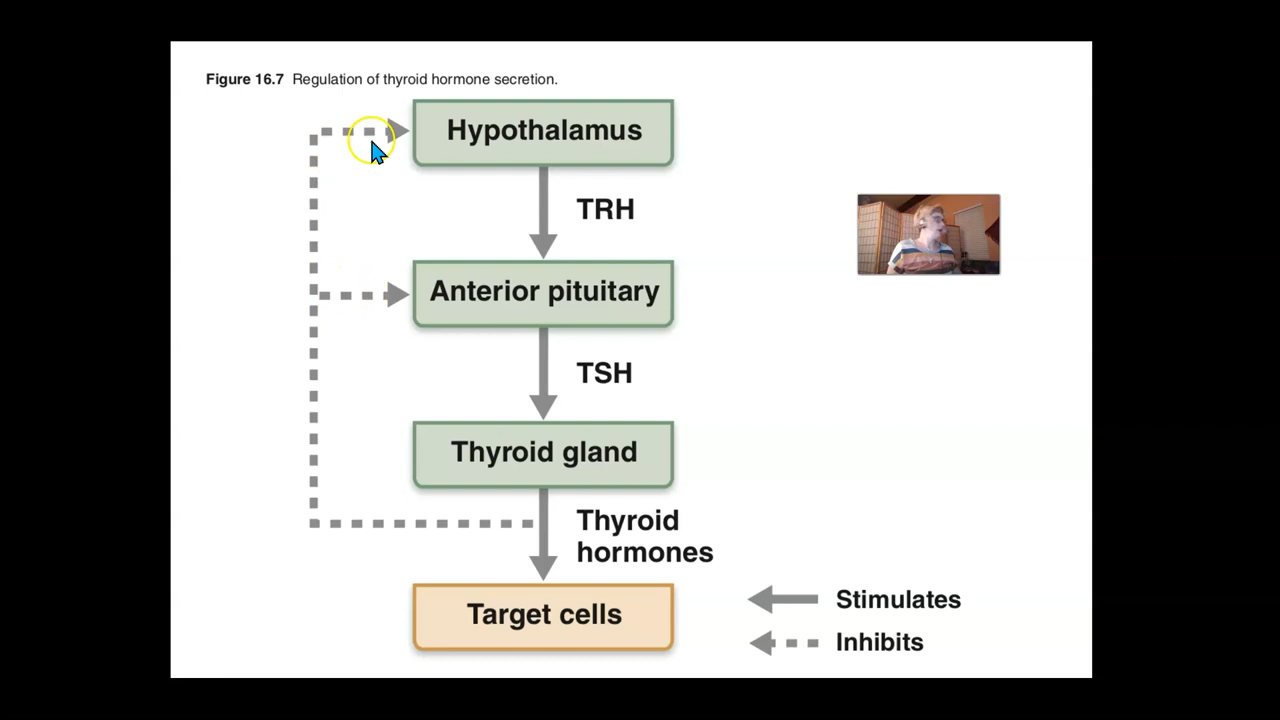 Figure 16.7 Regulation of thyroid hormone secretion.
Hypothalamus
TRH
Anterior pituitary
TSH
Thyroid gland
Thyroid
hormones
Target cells
Stimulates
Inhibits